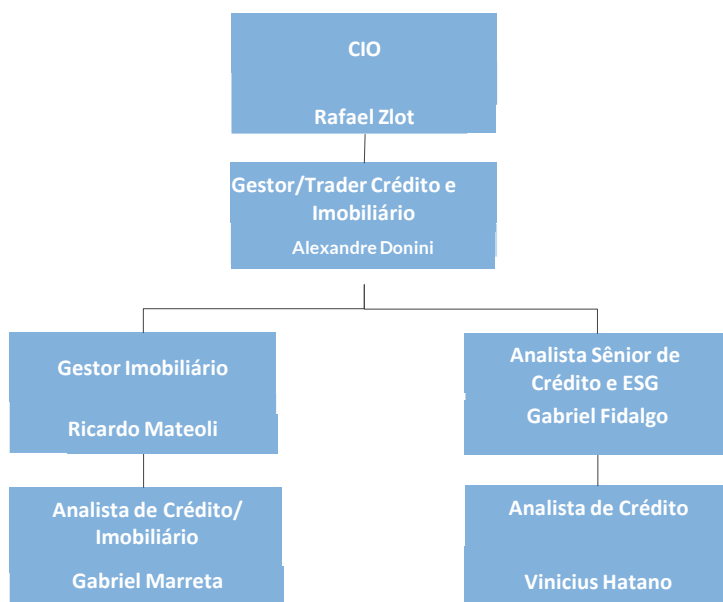 CIO
Rafael Zlot
Gestor/Trader Crédito e
Imobiliário
Alexandre Donini
Gestor Imobiliário
Ricardo Mateoli
Analista Sênior de
Crédito e ESG
Gabriel Fidalgo
Analista de Crédito/
Imobiliário
Gabriel Marreta
Analista de Crédito
Vinicius Hatano